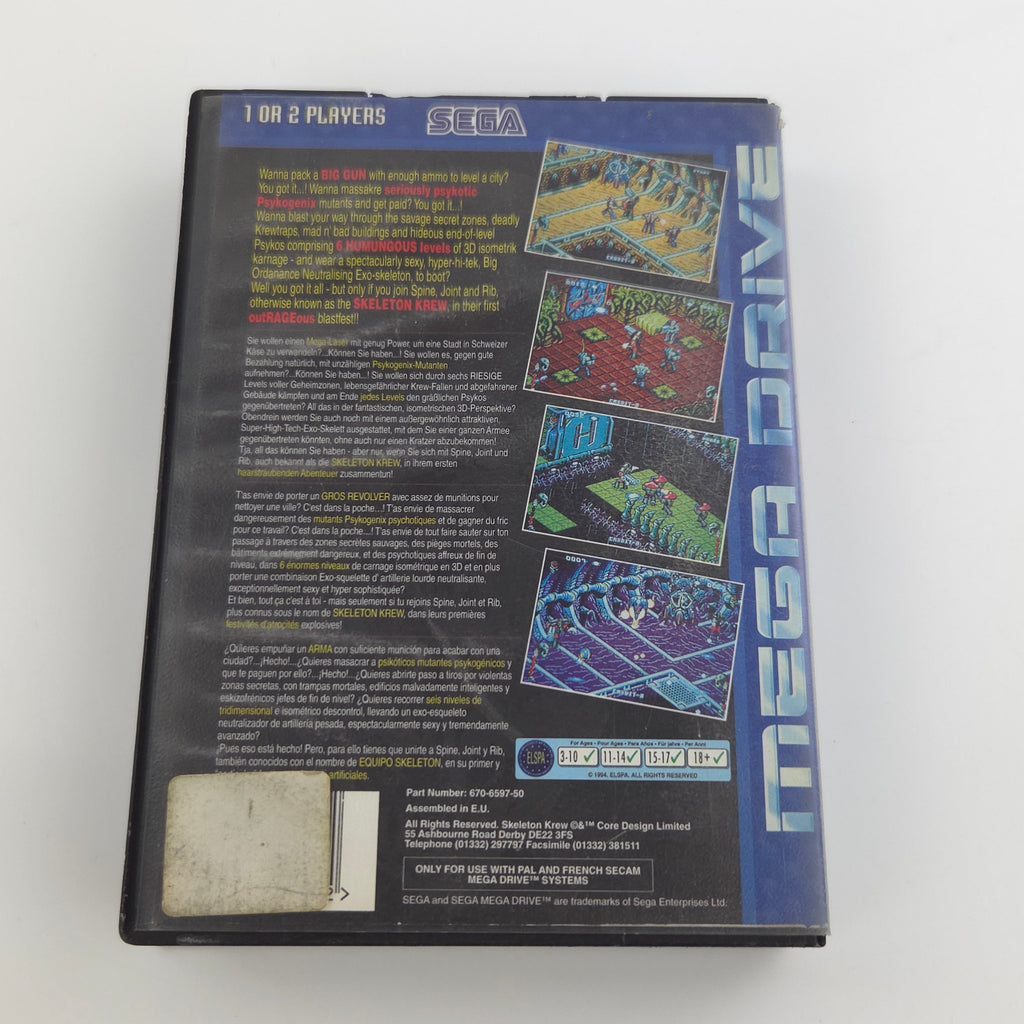 1 OR 2 PLAYERS
SEGA
Wanna pack a BIG GUN with enough ammo to level a city?
You got it...! Wanna massakre seriously psykotic
Psykogenix mutants and get paid? You got it...!
Wanna blast your way through the savage secret zones, deadly
Krewtraps, mad n' bad buildings and hideous end-of-level
Psykos comprising 6 HUMUNGOUS levels of 3D isometrik
karnage - and wear a spectacularly sexy, hyper-hi-tek, Big
Ordanance Neutralising Exo-skeleton, to boot?
Well you got it all - but only if you join Spine, Joint and Rib,
otherwise known as the SKELETON KREW, in their first
outRAGEous blastfest!!
Sie wollen einen Mega-Laser mit genug Power, um eine Stadt in Schweizer
Käse zu verwandeln?...Können Sie haben...! Sie wollen es, gegen gute
Bezahlung natürlich, mit unzähligen Psykogenix-Mutanten
aufnehmen?...Können Sie haben...! Sie wollen sich durch sechs RIESIGE
Levels voller Geheimzonen, lebensgefährlicher Krew-Fallen und abgefahrener
Gebäude kämpfen und am Ende jedes Levels den gräßlichen Psykos
gegenübertreten? All das in der fantastischen, isometrischen 3D-Perspektive?
Obendrein werden Sie auch noch mit einem außergewöhnlich attraktiven,
Super-High-Tech-Exo-Skelett ausgestattet, mit dem Sie einer ganzen Armee
gegenübertreten könnten, ohne auch nur einen Kratzer abzubekommen!
Tja, all das können Sie haben - aber nur, wenn Sie sich mit Spine, Joint und
Rib, auch bekannt als die SKELETON KREW, in ihrem ersten
haarstraubenden Abenteuer zusammentun!
T'as envie de porter un GROS REVOLVER avec assez de munitions pour
nettoyer une ville? C'est dans la poche...! T'as envie de massacrer
dangereusement des mutants Psykogenix psychotiques et de gagner du fric
pour ce travail? C'est dans la poche...! T'as envie de tout faire sauter sur ton
passage à travers des zones secrètes sauvages, des pièges mortels, des
bâtiments extrêmement dangereux, et des psychotiques affreux de fin de
niveau, dans 6 énormes niveaux de carnage isométrique en 3D et en plus
porter une combinaison Exo-squelette d' artillerie lourde neutralisante,
exceptionnellement sexy et hyper sophistiquée?
Et bien, tout ça c'est à toi - mais seulement si tu rejoins Spine, Joint et Rib,
plus connus sous le nom de SKELETON KREW, dans leurs premières
festivités d'atrocités explosives!
¿Quieres empuñar un ARMA con suficiente munición para acabar con una
ciudad?...¡Hecho!...¿Quieres masacrar a psikóticos mutantes psykogénicos y
que te paguen por ello?...¡Hecho!...¿Quieres abrirte paso a tiros por violentas
zonas secretas, con trampas mortales, edificios malvadamente inteligentes y
eskizofrénicos jefes de fin de nivel? ¿Quieres recorrer seis niveles de
tridimensional e isométrico descontrol, llevando un exo-esqueleto
neutralizador de artillería pesada, espectacularmente sexy y tremendamente
avanzado?
¡Pues eso está hecho! Pero, para ello tienes que unirte a Spine, Joint y Rib,
también conocidos con el nombre de EQUIPO SKELETON, en su primer y
artificiales.
MEGA DRIVE
CREDIT-0
CREDIT-0
CREDIT-0
CREDIT-0
ELSPA
For Ages • Pour Ages • Para Años • Für Jahre • Per Anni
3-10 ✓ 11-14 ✓ 15-17 ✓ 18+ ✓
© 1994. ELSPA. ALL RIGHTS RESERVED
Part Number: 670-6597-50
Assembled in E.U.
All Rights Reserved. Skeleton Krew ©&™ Core Design Limited
55 Ashbourne Road Derby DE22 3FS
Telephone (01332) 297797 Facsimile (01332) 381511
ONLY FOR USE WITH PAL AND FRENCH SECAM
MEGA DRIVE™ SYSTEMS
SEGA and SEGA MEGA DRIVE™ are trademarks of Sega Enterprises Ltd.
2 >